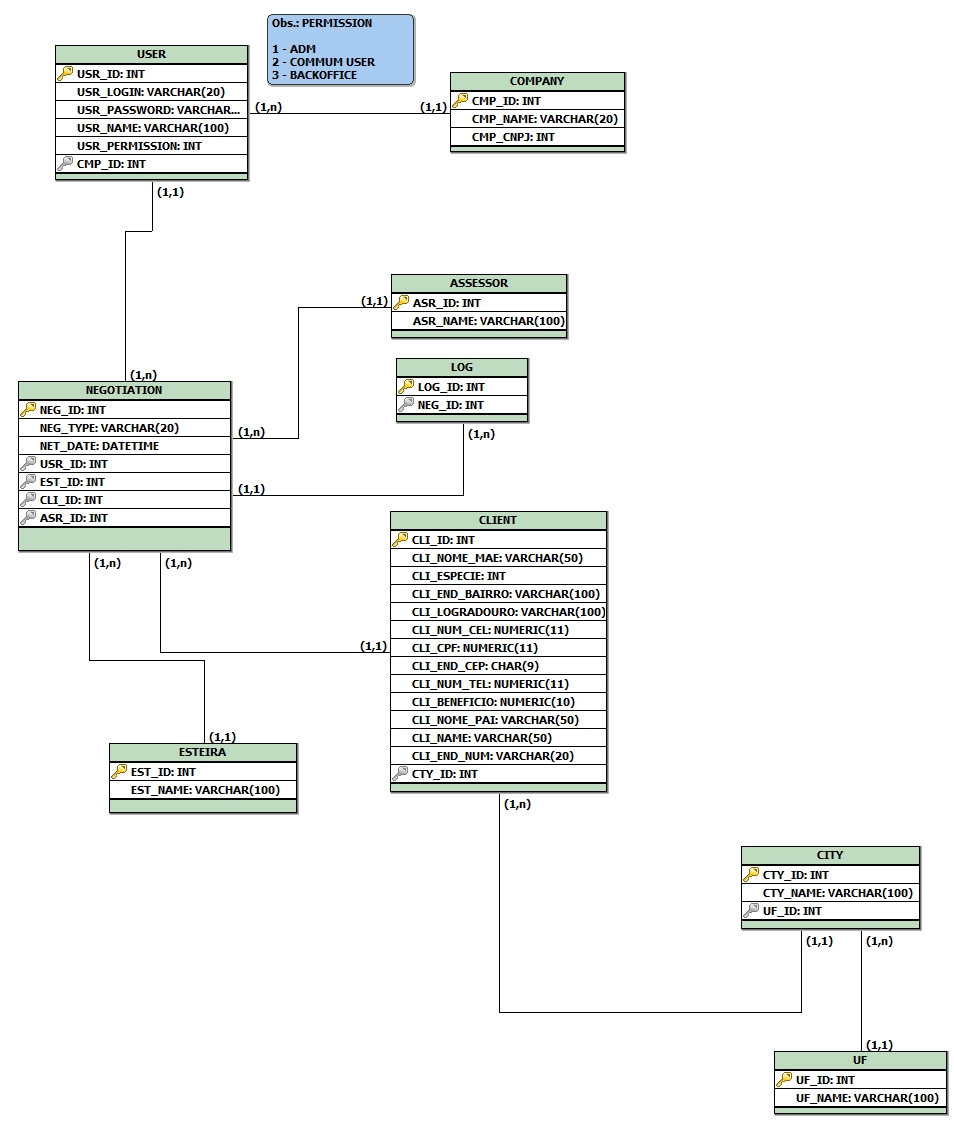 Obs.: PERMISSION
1 - ADM
2 - COMMUM USER
3 - BACKOFFICE
USER
USR_ID: INT
USR_LOGIN: VARCHAR(20)
USR_PASSWORD: VARCHAR...
USR_NAME: VARCHAR(100)
USR_PERMISSION: INT
CMP_ID: INT
(1,n)
(1,1)
COMPANY
CMP_ID: INT
CMP_NAME: VARCHAR(20)
CMP_CNPJ: INT
(1,1)
ASSESSOR
ASR_ID: INT
ASR_NAME: VARCHAR(100)
(1,1)
LOG
LOG_ID: INT
NEG_ID: INT
(1,n)
(1,n)
NEGOTIATION
NEG_ID: INT
NEG_TYPE: VARCHAR(20)
NET_DATE: DATETIME
USR_ID: INT
EST_ID: INT
CLI_ID: INT
ASR_ID: INT
(1,n)
(1,1)
(1,n)
(1,n)
CLIENT
CLI_ID: INT
CLI_NOME_MAE: VARCHAR(50)
CLI_ESPECIE: INT
CLI_END_BAIRRO: VARCHAR(100)
CLI_LOGRADOURO: VARCHAR(100)
CLI_NUM_CEL: NUMERIC(11)
CLI_CPF: NUMERIC(11)
CLI_END_CEP: CHAR(9)
CLI_NUM_TEL: NUMERIC(11)
CLI_BENEFICIO: NUMERIC(10)
CLI_NOME_PAI: VARCHAR(50)
CLI_NAME: VARCHAR(50)
CLI_END_NUM: VARCHAR(20)
CTY_ID: INT
(1,1)
(1,n)
(1,1)
ESTEIRA
EST_ID: INT
EST_NAME: VARCHAR(100)
CITY
CTY_ID: INT
CTY_NAME: VARCHAR(100)
UF_ID: INT
(1,1)
(1,n)
(1,1)
UF
UF_ID: INT
UF_NAME: VARCHAR(100)